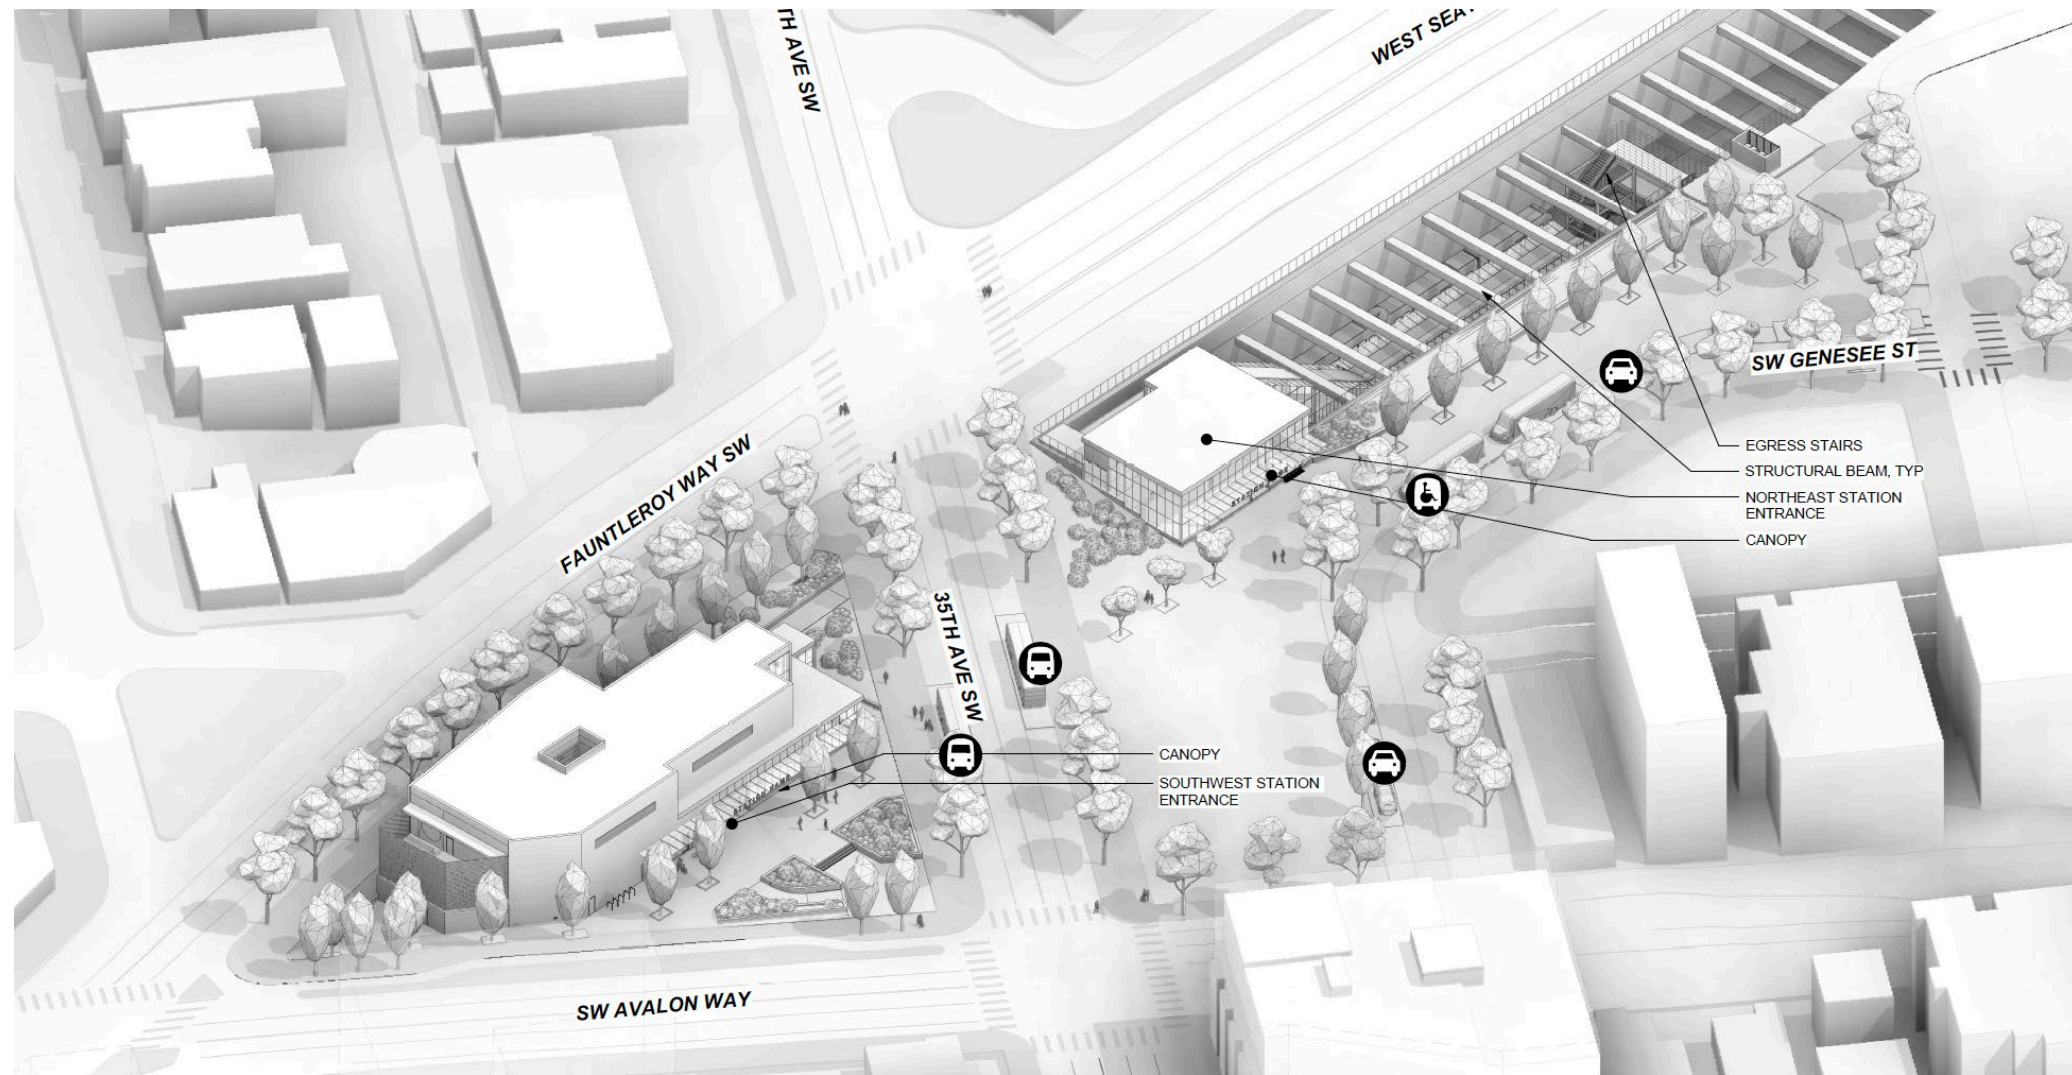 TH AVE SW
WEST SEA
SW GENESEE ST
EGRESS STAIRS
STRUCTURAL BEAM, TYP
NORTHEAST STATION
ENTRANCE
CANOPY
FAUNTLEROY WAY SW
35TH AVE SW
CANOPY
SOUTHWEST STATION
ENTRANCE
SW AVALON WAY